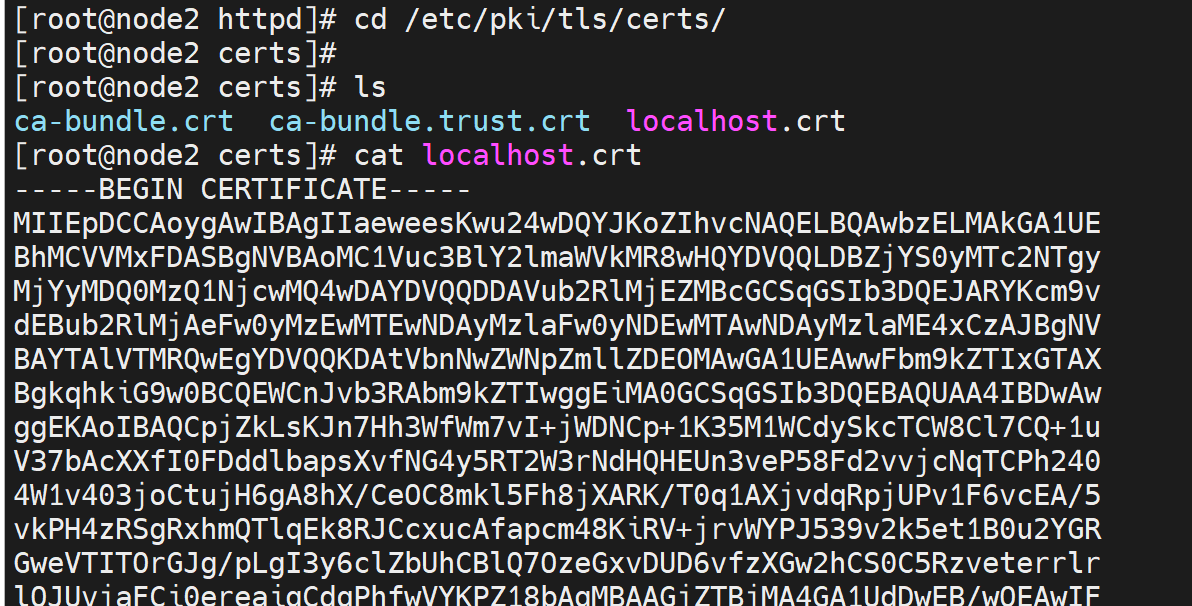 [root@node2 httpd]# cd /etc/pki/tls/certs/
[root@node2 certs]#
[root@node2 certs]# ls
ca-bundle.crt  ca-bundle.trust.crt  localhost.crt
[root@node2 certs]# cat localhost.crt
-----BEGIN CERTIFICATE-----
MIIEpDCCAoygAwIBAgIIaeweesKwu24wDQYJKoZIhvcNAQELBQAwbzELMAkGA1UE
BhMCVVMxFDASBgNVBAoMC1Vuc3BlY2lmaWVkMR8wHQYDVQQLDBZjYS0yMTc2NTgy
MjYyMDQ0MzQ1NjcwMQ4wDAYDVQQDDAVub2RlMjEZMBcGCSqGSIb3DQEJARYKcm9v
dEBub2RlMjAeFw0yMzEwMTEwNDAyMzlaFw0yNDEwMTAwNDAyMzlaME4xCzAJBgNV
BAYTAlVTMRQwEgYDVQQKDAtVbnNwZWNpZmllZDEOMAwGA1UEAwwFbm9kZTIxGTAX
BgkqhkiG9w0BCQEWCnJvb3RAbm9kZTIwggEiMA0GCSqGSIb3DQEBAQUAA4IBDwAw
ggEKAoIBAQCpjZkLsKJn7Hh3WfWm7vI+jWDNCp+1K35M1WCdySkcTCW8Cl7CQ+1u
V37bAcXXfI0FDddlbapsXvfNG4y5RT2W3rNdHQHEUn3veP58Fd2vvjcNqTCPh240
4W1v403joCtujH6gA8hX/CeOC8mkl5Fh8jXARK/T0q1AXjvdqRpjUPv1F6vcEA/5
vkPH4zRSgRxhmQTlqEk8RJCcxucAfapcm48KiRV+jrvWYPJ539v2k5et1B0u2YGR
GweVTITOrGJg/pLgI3y6clZbUhCBlQ7OzeGxvDUD6vfzXGw2hCS0C5Rzveterrlr
lOJUvjaFCj0ereajgCdqPhfwVYKPZ18bAgMBAAGjZTBjMA4GA1UdDwEB/wQEAwIF